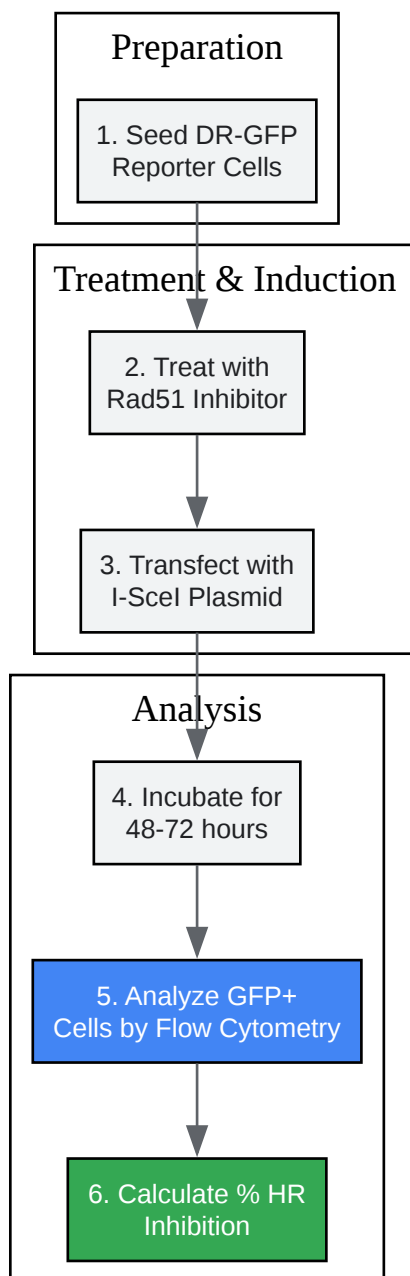 Preparation
1. Seed DR-GFP
Reporter Cells
Treatment & Induction
2. Treat with
Rad51 Inhibitor
3. Transfect with
I-SceI Plasmid
Analysis
4. Incubate for
48-72 hours
5. Analyze GFP+
Cells by Flow Cytometry
6. Calculate % HR
Inhibition